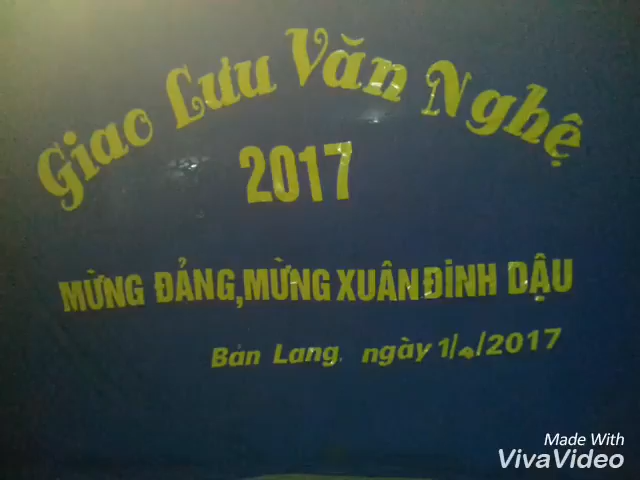 Giao Lưu Văn Nghệ
2017
MỪNG ĐẢNG, MỪNG XUÂN ĐINH DẬU
Bản Lang, ngày 1/ /2017
Made With
VivaVideo